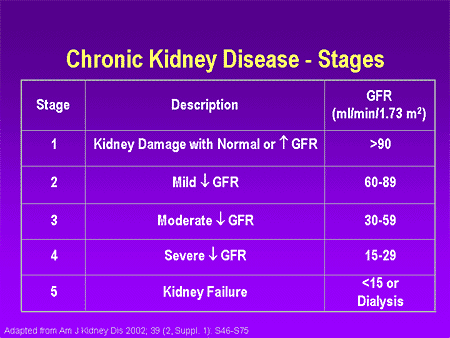 Chronic Kidney Disease - Stages
Stage Description GFR
(ml/min/1.73 m²)
1 Kidney Damage with Normal or ↑ GFR >90
2 Mild ↓ GFR 60-89
3 Moderate ↓ GFR 30-59
4 Severe ↓ GFR 15-29
5 Kidney Failure <15 or
Dialysis
Adapted from Am J Kidney Dis 2002; 39 (2, Suppl. 1). S46-S75